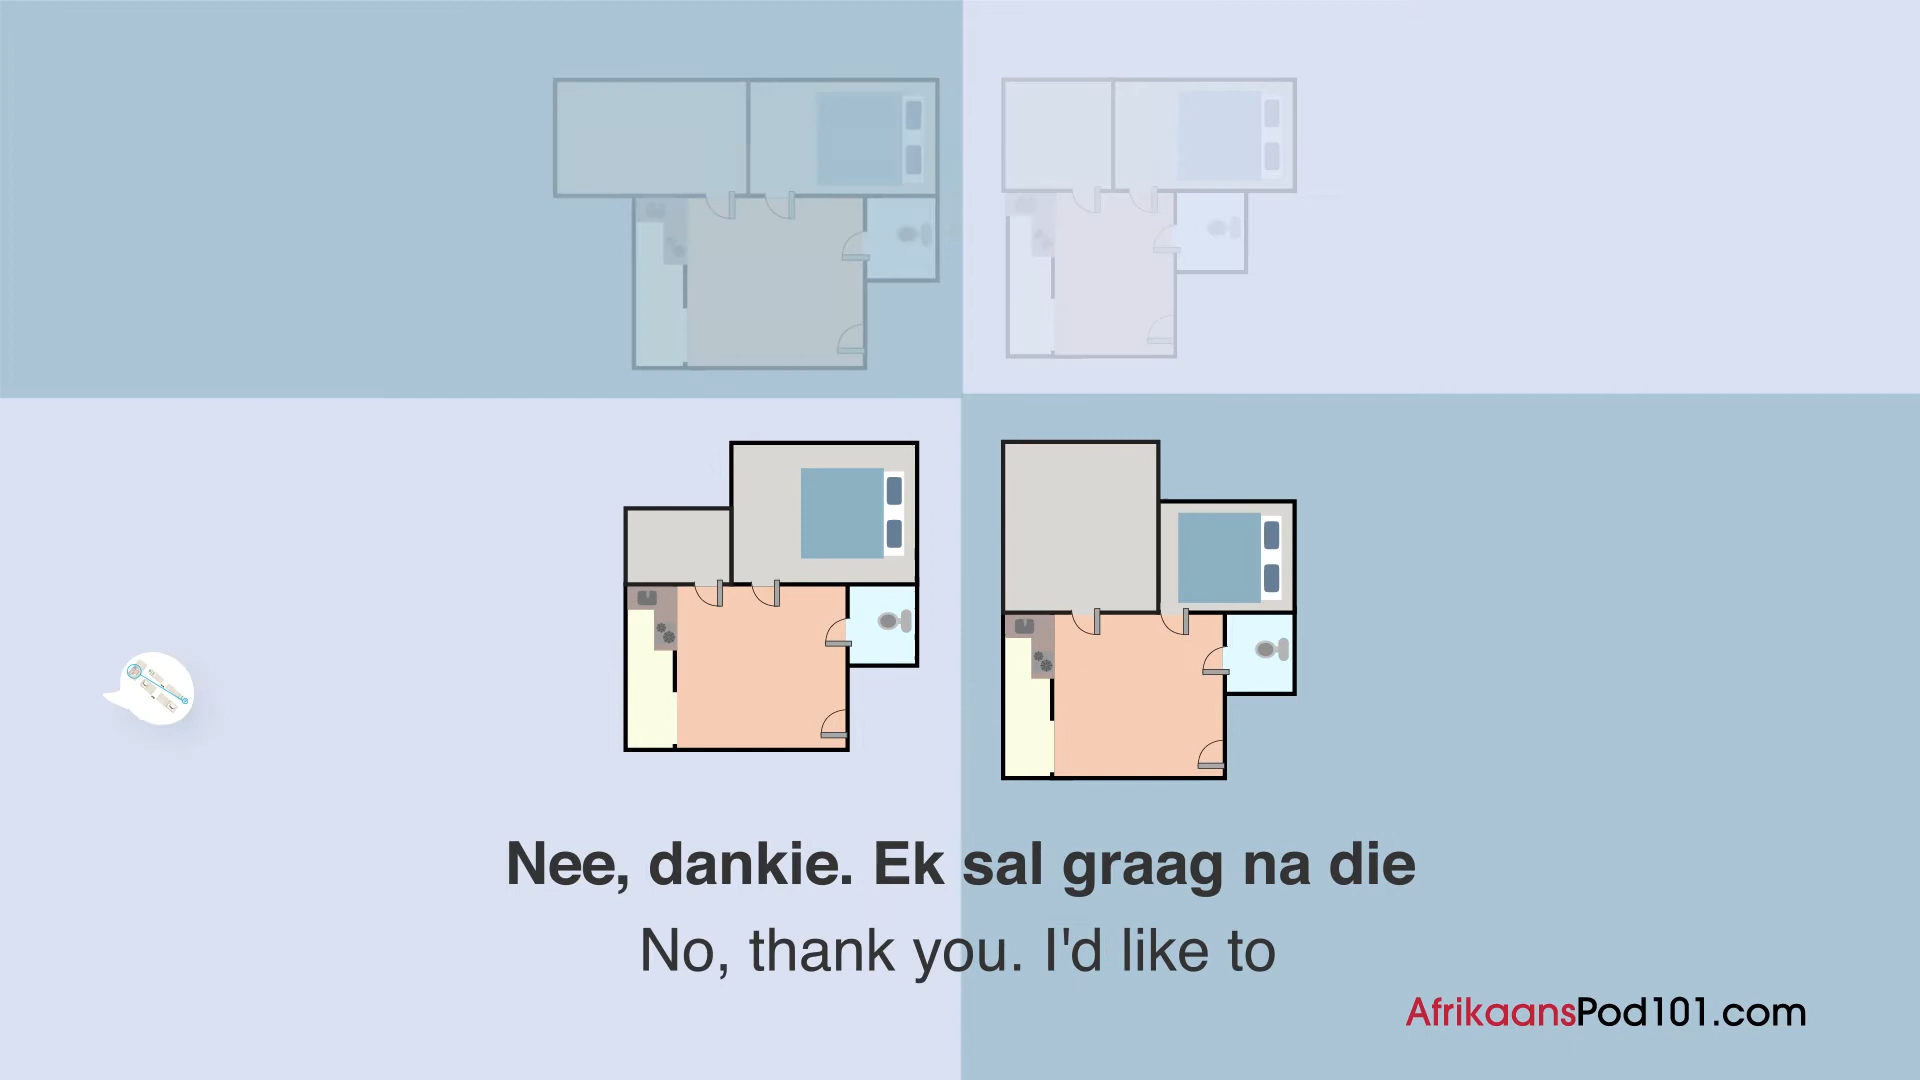 Nee, dankie. Ek sal graag na die
No, thank you. I'd like to
AfrikaansPod101.com